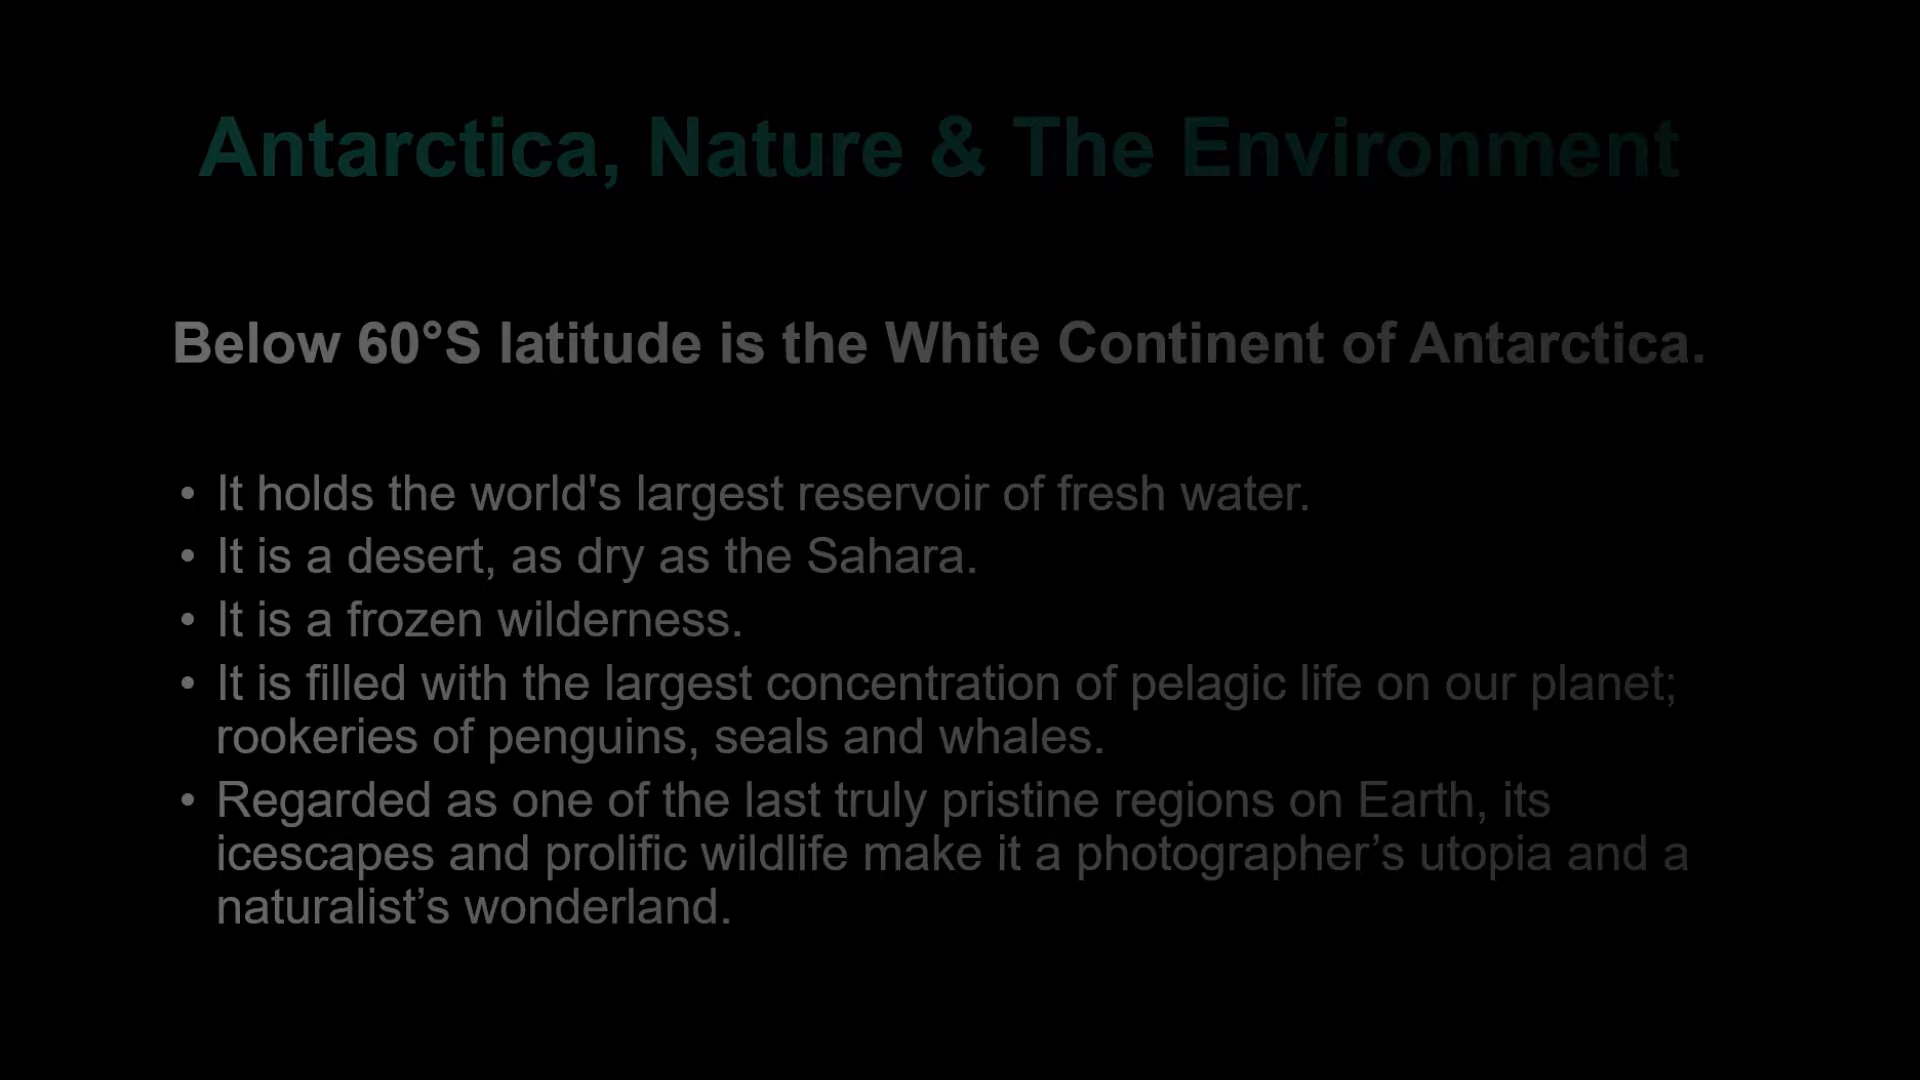 Antarctica, Nature & The Environment
Below 60°S latitude is the White Continent of Antarctica.
• It holds the world's largest reservoir of fresh water.
• It is a desert, as dry as the Sahara.
• It is a frozen wilderness.
• It is filled with the largest concentration of pelagic life on our planet;
rookeries of penguins, seals and whales.
• Regarded as one of the last truly pristine regions on Earth, its
icescapes and prolific wildlife make it a photographer’s utopia and a
naturalist’s wonderland.